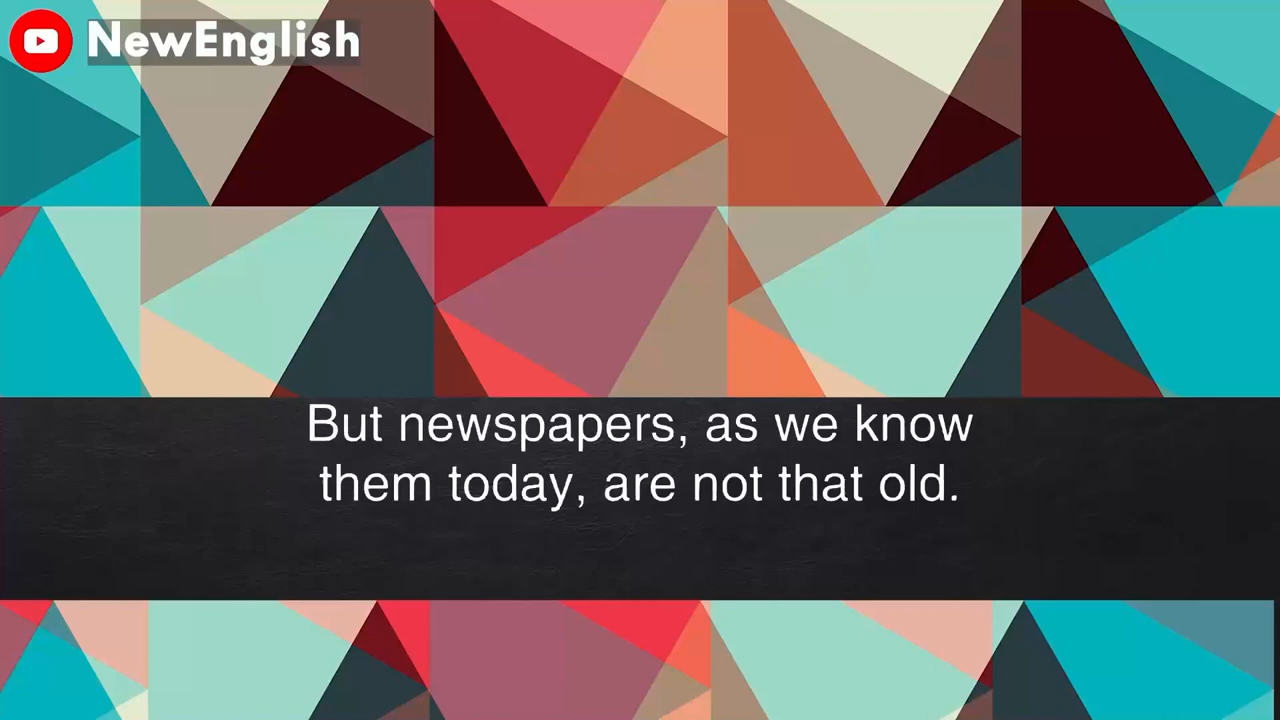 NewEnglish
But newspapers, as we know
them today, are not that old.